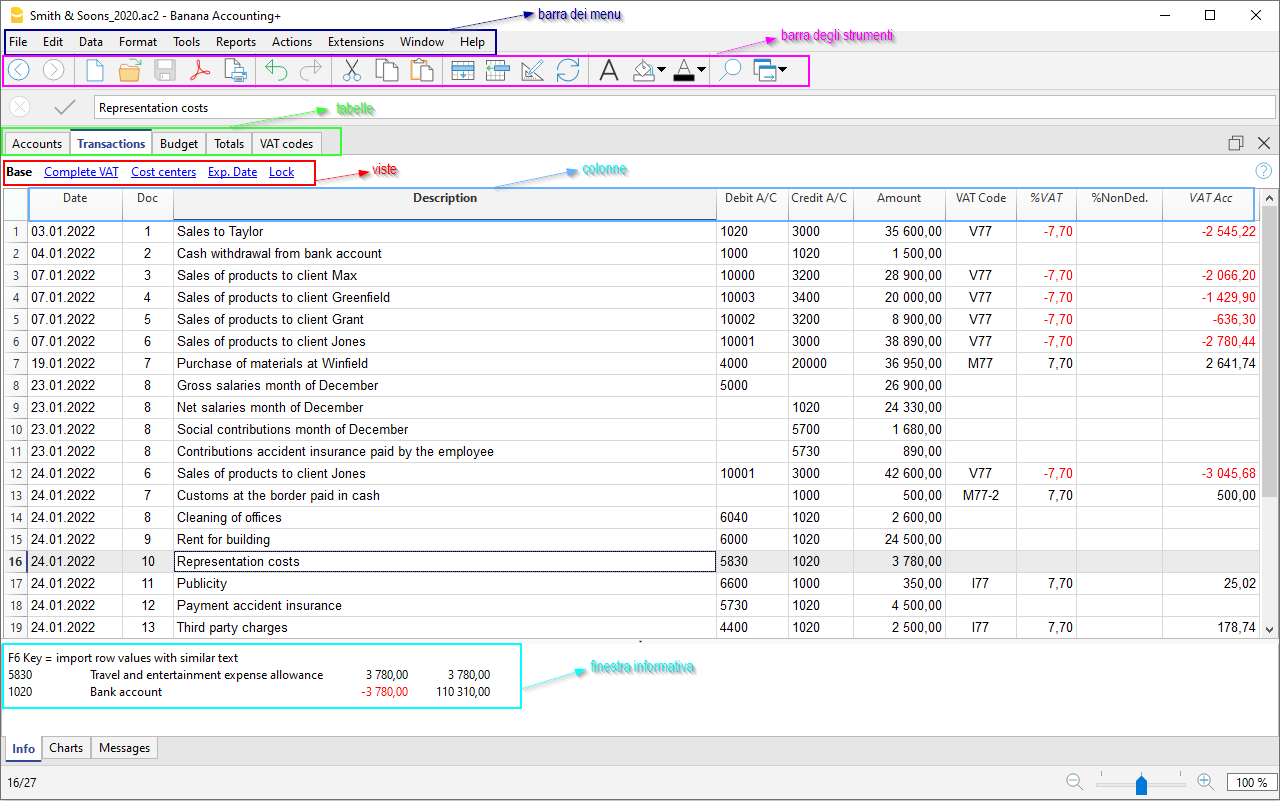 Smith & Soons_2020.ac2 - Banana Accounting+
barra dei menu
File Edit Data Format Tools Reports Actions Extensions Window Help
barra degli strumenti
Representation costs
tabelle
Accounts Transactions Budget Totals VAT codes
Base Complete VAT Cost centers Exp. Date Lock
viste
colonne
Date Doc Description Debit A/C Credit A/C Amount VAT Code %VAT %NonDed. VAT Acc
1 03.01.2022 1 Sales to Taylor 1020 3000 35 600,00 V77 -7,70 -2 545,22
2 04.01.2022 2 Cash withdrawal from bank account 1000 1020 1 500,00
3 07.01.2022 3 Sales of products to client Max 10000 3200 28 900,00 V77 -7,70 -2 066,20
4 07.01.2022 4 Sales of products to client Greenfield 10003 3400 20 000,00 V77 -7,70 -1 429,90
5 07.01.2022 5 Sales of products to client Grant 10002 3200 8 900,00 V77 -7,70 -636,30
6 07.01.2022 6 Sales of products to client Jones 10001 3000 38 890,00 V77 -7,70 -2 780,44
7 19.01.2022 7 Purchase of materials at Winfield 4000 20000 36 950,00 M77 7,70 2 641,74
8 23.01.2022 8 Gross salaries month of December 5000 26 900,00
9 23.01.2022 8 Net salaries month of December 1020 24 330,00
10 23.01.2022 8 Social contributions month of December 5700 1 680,00
11 23.01.2022 8 Contributions accident insurance paid by the employee 5730 890,00
12 24.01.2022 6 Sales of products to client Jones 10001 3000 42 600,00 V77 -7,70 -3 045,68
13 24.01.2022 7 Customs at the border paid in cash 1000 500,00 M77-2 7,70 500,00
14 24.01.2022 8 Cleaning of offices 6040 1020 2 600,00
15 24.01.2022 9 Rent for building 6000 1020 24 500,00
16 24.01.2022 10 Representation costs 5830 1020 3 780,00
17 24.01.2022 11 Publicity 6600 1000 350,00 I77 7,70 25,02
18 24.01.2022 12 Payment accident insurance 5730 1020 4 500,00
19 24.01.2022 13 Third party charges 4400 1020 2 500,00 I77 7,70 178,74
F6 Key = import row values with similar text
5830 Travel and entertainment expense allowance 3 780,00 3 780,00
1020 Bank account -3 780,00 110 310,00
finestra informativa
Info Charts Messages
16/27
100 %